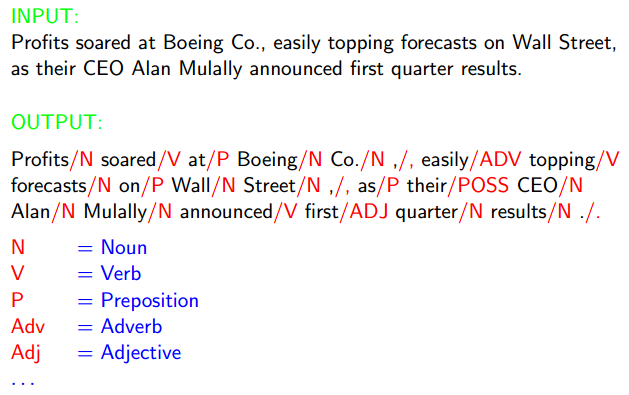 INPUT:
Profits soared at Boeing Co., easily topping forecasts on Wall Street,
as their CEO Alan Mulally announced first quarter results.
OUTPUT:
Profits/N soared/V at/P Boeing/N Co./N ,/, easily/ADV topping/V
forecasts/N on/P Wall/N Street/N ,/, as/P their/POSS CEO/N
Alan/N Mulally/N announced/V first/ADJ quarter/N results/N ./.
N = Noun
V = Verb
P = Preposition
Adv = Adverb
Adj = Adjective
...